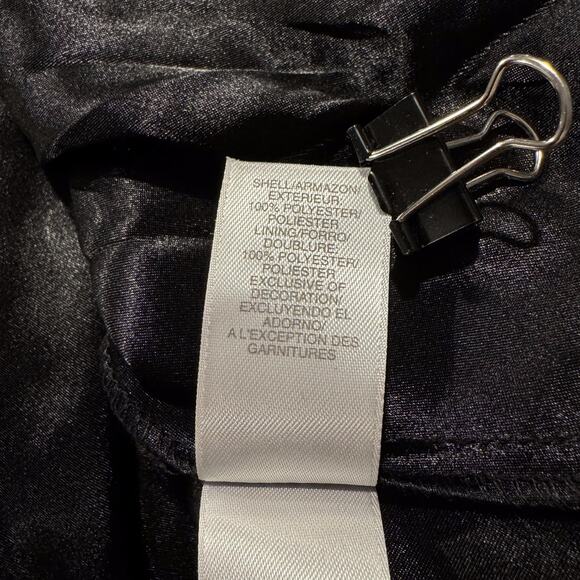 SHELL/ARMAZON/
EXTERIEUR:
100% POLYESTER/
POLIESTER
LINING/FORRO/
DOUBLURE:
100% POLYESTER/
POLIESTER
EXCLUSIVE OF
DECORATION/
EXCLUYENDO EL
ADORNO/
A L'EXCEPTION DES
GARNITURES